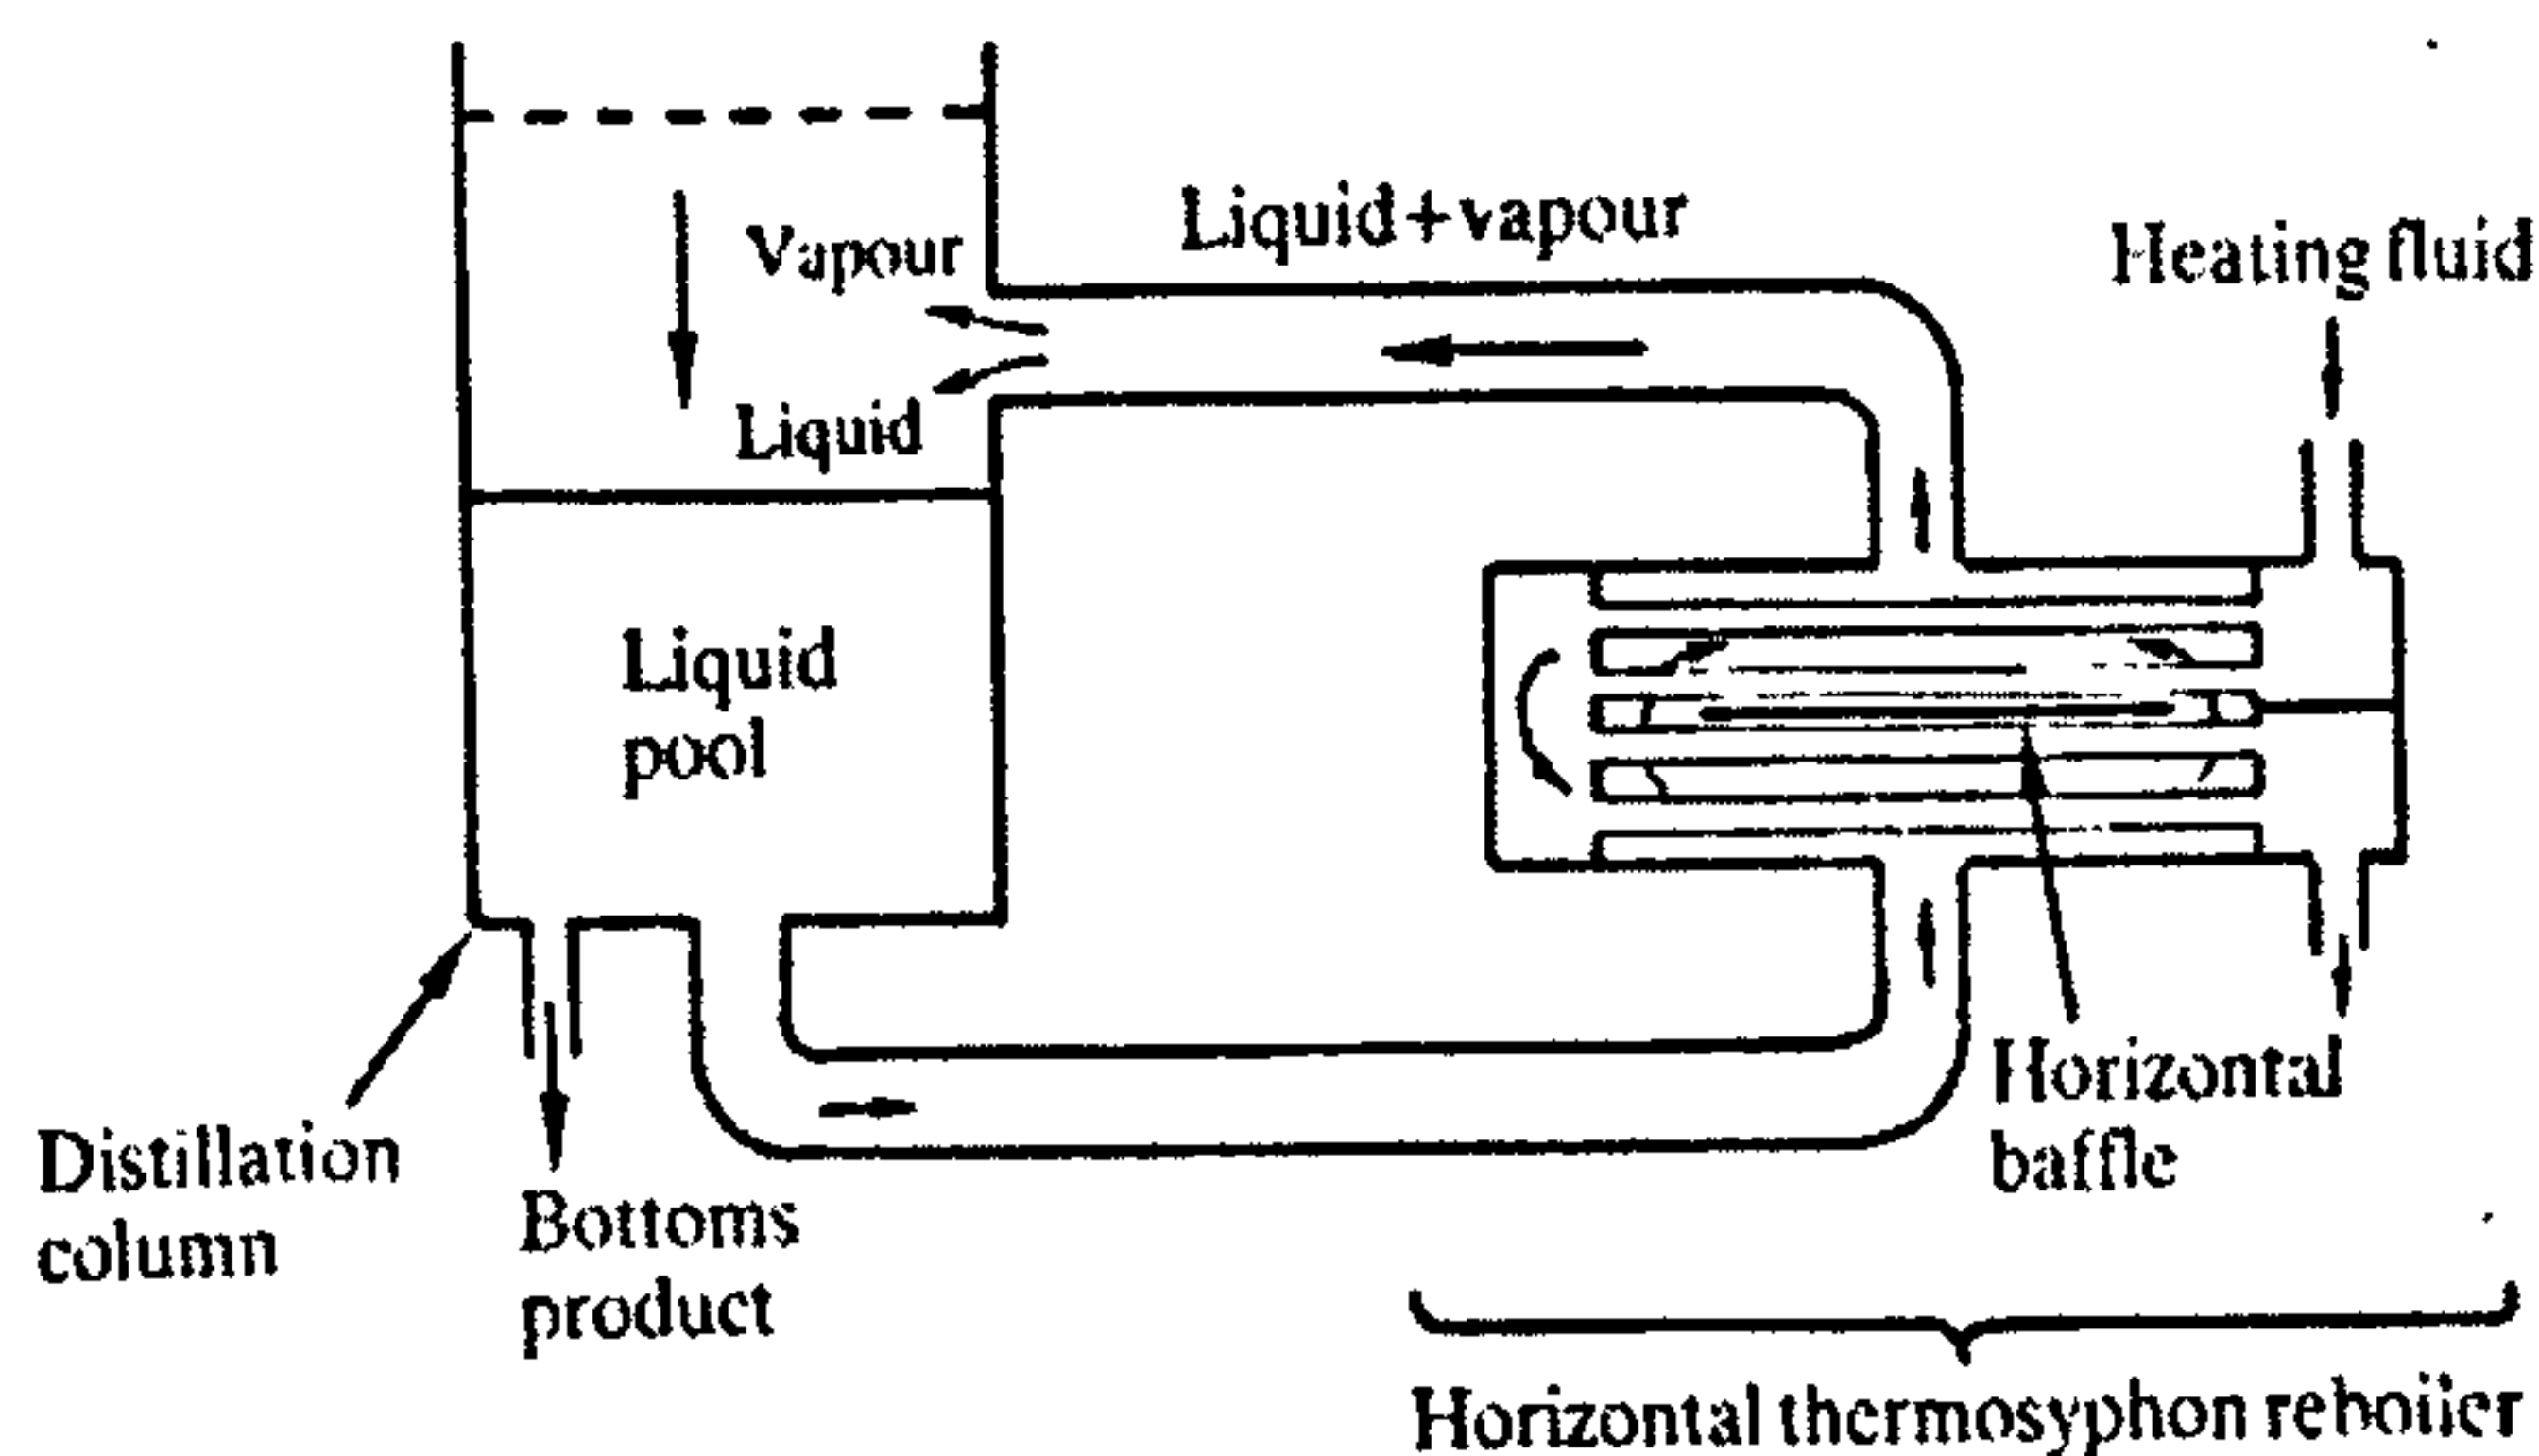 Liquid+vapour
Heating fluid
Vapour
Liquid
Liquid
pool
Horizontal
baffle
Distillation
column
Bottoms
product
Horizontal thermosyphon reboiler